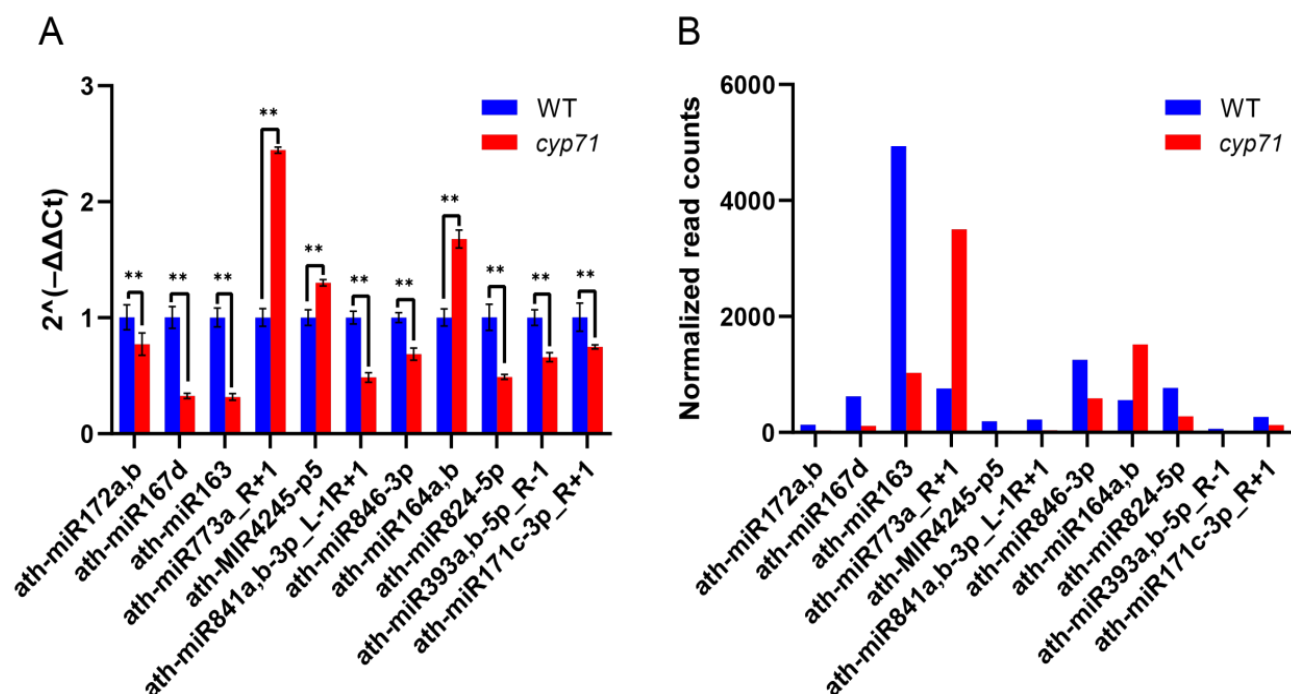 A
3
2
1
0
2^(−ΔΔCt)
WT
cyp71
**
**
**
**
**
**
**
**
**
**
**
ath-miR172a,b
ath-miR167d
ath-miR163
ath-miR773a_R+1
ath-MIR4245-p5
ath-miR841a,b-3p_L-1R+1
ath-miR846-3p
ath-miR164a,b
ath-miR824-5p
ath-miR393a,b-5p_R-1
ath-miR171c-3p_R+1
B
6000
4000
2000
0
Normalized read counts
WT
cyp71
ath-miR172a,b
ath-miR167d
ath-miR163
ath-miR773a_R+1
ath-MIR4245-p5
ath-miR841a,b-3p_L-1R+1
ath-miR846-3p
ath-miR164a,b
ath-miR824-5p
ath-miR393a,b-5p_R-1
ath-miR171c-3p_R+1